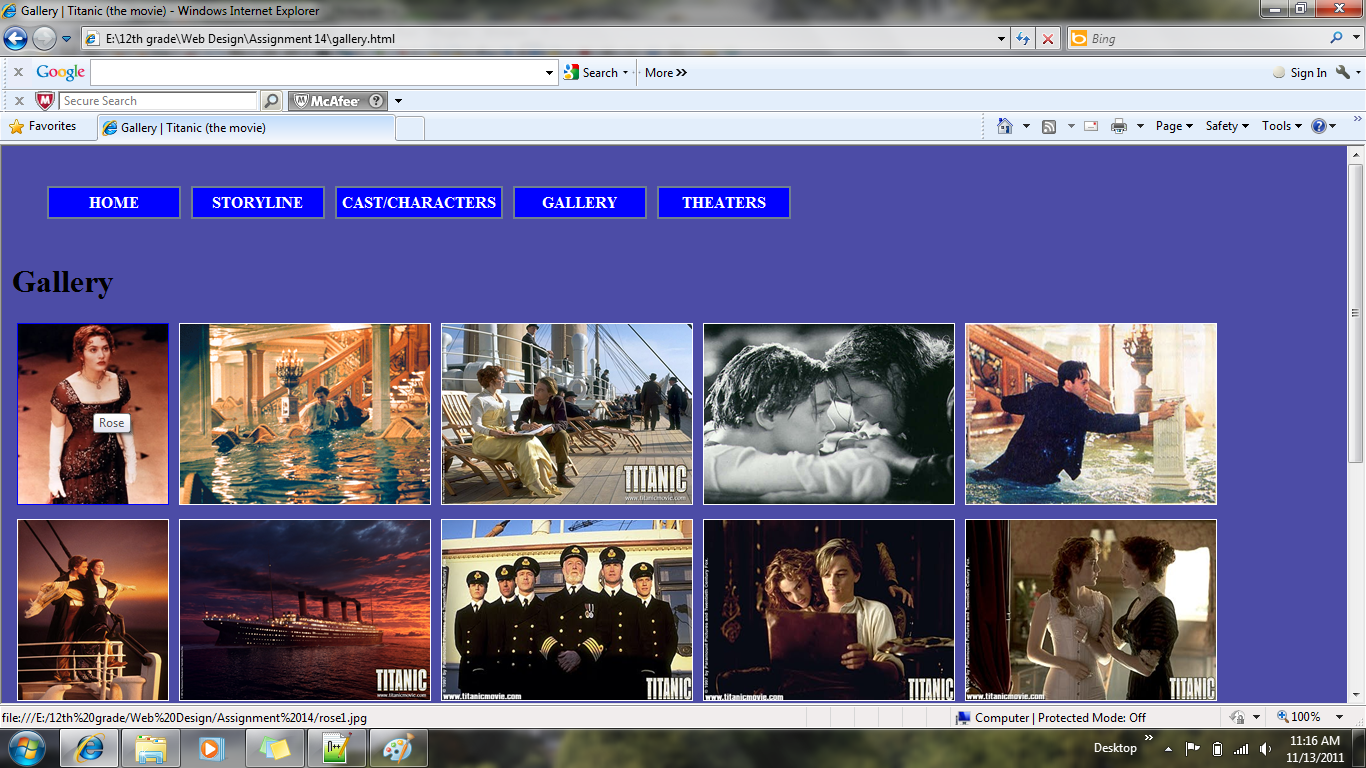 Gallery | Titanic (the movie) - Windows Internet Explorer
E:\12th grade\Web Design\Assignment 14\gallery.html
Bing
Google
Search
More
Sign In
Secure Search
McAfee
Favorites
Gallery | Titanic (the movie)
Page
Safety
Tools
HOME
STORYLINE
CAST/CHARACTERS
GALLERY
THEATERS
Gallery
Rose
TITANIC
www.titanicmovie.com
TITANIC
www.titanicmovie.com
TITANIC
www.titanicmovie.com
TITANIC
www.titanicmovie.com
TITANIC
www.titanicmovie.com
file:///E:/12th%20grade/Web%20Design/Assignment%2014/rose1.jpg
Computer | Protected Mode: Off
100%
Desktop
11:16 AM
11/13/2011